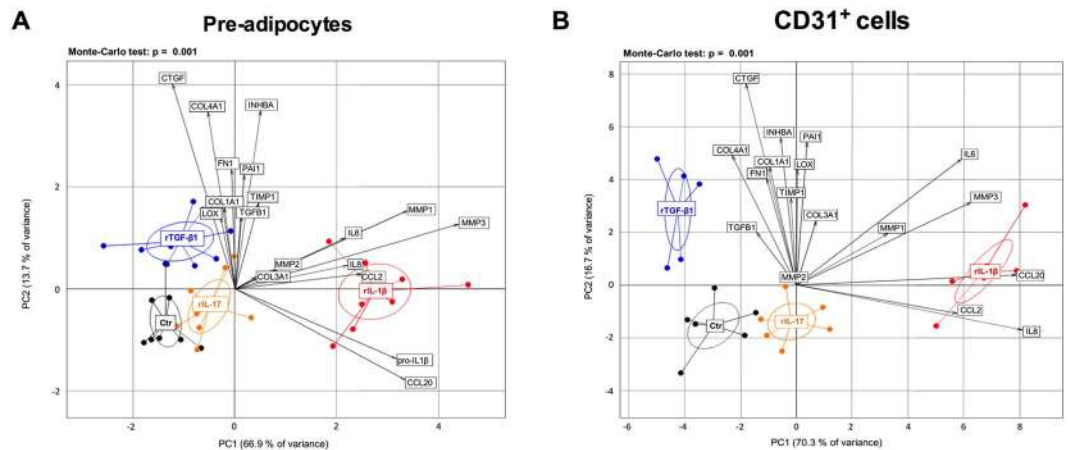 A
Pre-adipocytes
Monte-Carlo test: p = 0.001
CTGF
COL4A1
INHBA
FN1
PAI1
TIMP1
COL1A1
TGFB1
LOX
MMP1
MMP3
IL6
rTGF-β1
MMP2
IL8
COL3A1
CCL2
rIL-1β
rIL-17
Ctr
pro-IL1β
CCL20
4
2
0
-2
-2
0
2
4
PC2 (13.7 % of variance)
PC1 (66.9 % of variance)
B
CD31+ cells
Monte-Carlo test: p = 0.001
CTGF
INHBA
PAI1
COL4A1
COL1A1
LOX
IL6
FN1
TIMP1
MMP3
rTGF-β1
COL3A1
TGFB1
MMP1
MMP2
rIL-1β
CCL20
CCL2
Ctr
rIL-17
IL8
8
6
4
2
0
-2
-4
-6
-4
-2
0
2
4
6
8
PC2 (16.7 % of variance)
PC1 (70.3 % of variance)